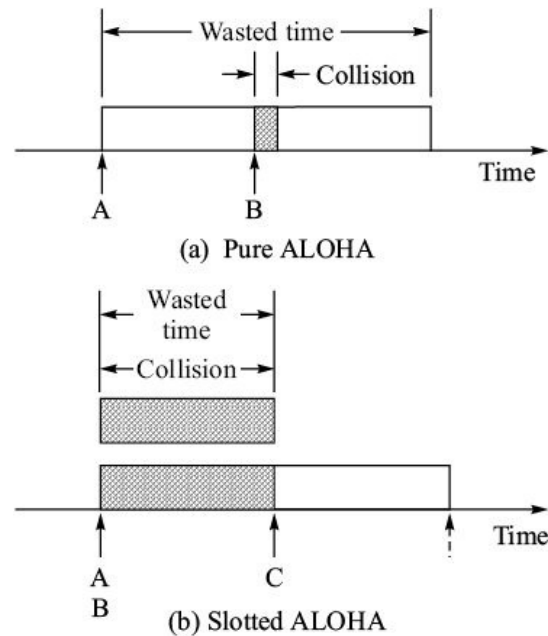 Wasted time
Collision
Time
A
B
(a) Pure ALOHA
Wasted
time
Collision
Time
A
C
B
(b) Slotted ALOHA